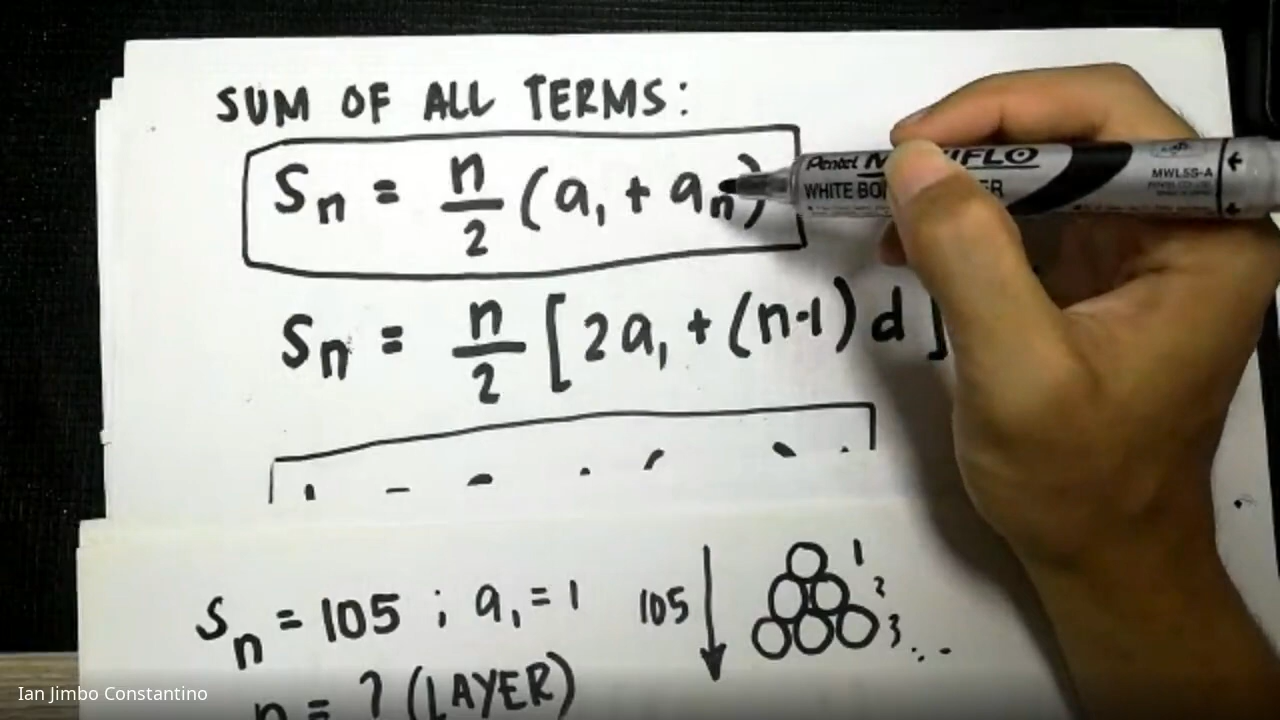 SUM OF ALL TERMS:
Sn = n/2 (a1 + an)
Sn = n/2 [2a1 + (n-1)d]
Sn = 105 ; a1 = 1
n = ? (LAYER)
105
1
2
3 ...
Pentel
WHITE BO
MWL5S-A
Ian Jimbo Constantino